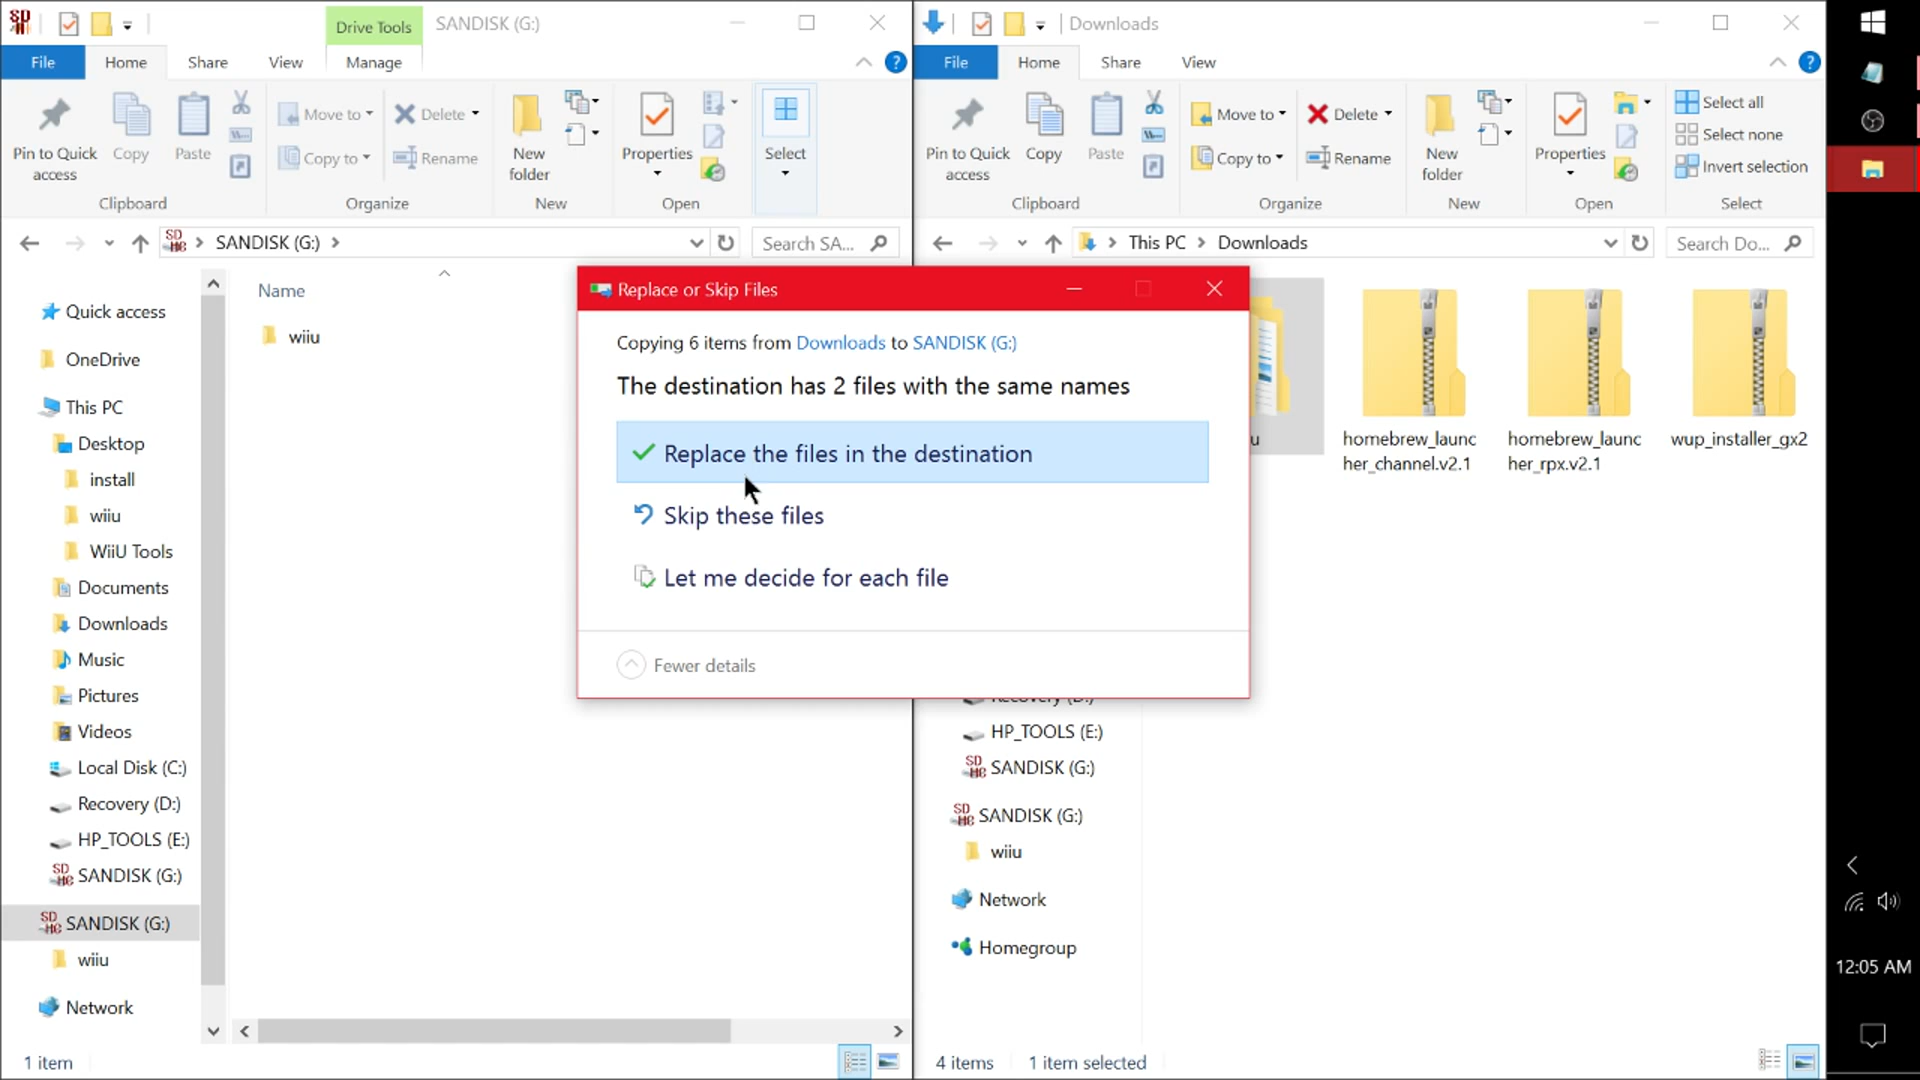 Drive Tools
SANDISK (G:)
File
Home
Share
View
Manage
Pin to Quick
access
Copy
Paste
Clipboard
Move to
Copy to
Delete
Rename
Organize
New
folder
New
Properties
Open
Select
SANDISK (G:)
Search SA...
Quick access
OneDrive
This PC
Desktop
install
wiiu
WiiU Tools
Documents
Downloads
Music
Pictures
Videos
Local Disk (C:)
Recovery (D:)
HP_TOOLS (E:)
SANDISK (G:)
SANDISK (G:)
wiiu
Network
Name
wiiu
1 item
Replace or Skip Files
Copying 6 items from Downloads to SANDISK (G:)
The destination has 2 files with the same names
Replace the files in the destination
Skip these files
Let me decide for each file
Fewer details
Downloads
File
Home
Share
View
Pin to Quick
access
Copy
Paste
Clipboard
Move to
Copy to
Delete
Rename
Organize
New
folder
New
Properties
Open
Select all
Select none
Invert selection
Select
This PC
Downloads
Search Do...
u
homebrew_launc
her_channel.v2.1
homebrew_launc
her_rpx.v2.1
wup_installer_gx2
Recovery (D:)
HP_TOOLS (E:)
SANDISK (G:)
SANDISK (G:)
wiiu
Network
Homegroup
4 items
1 item selected
12:05 AM